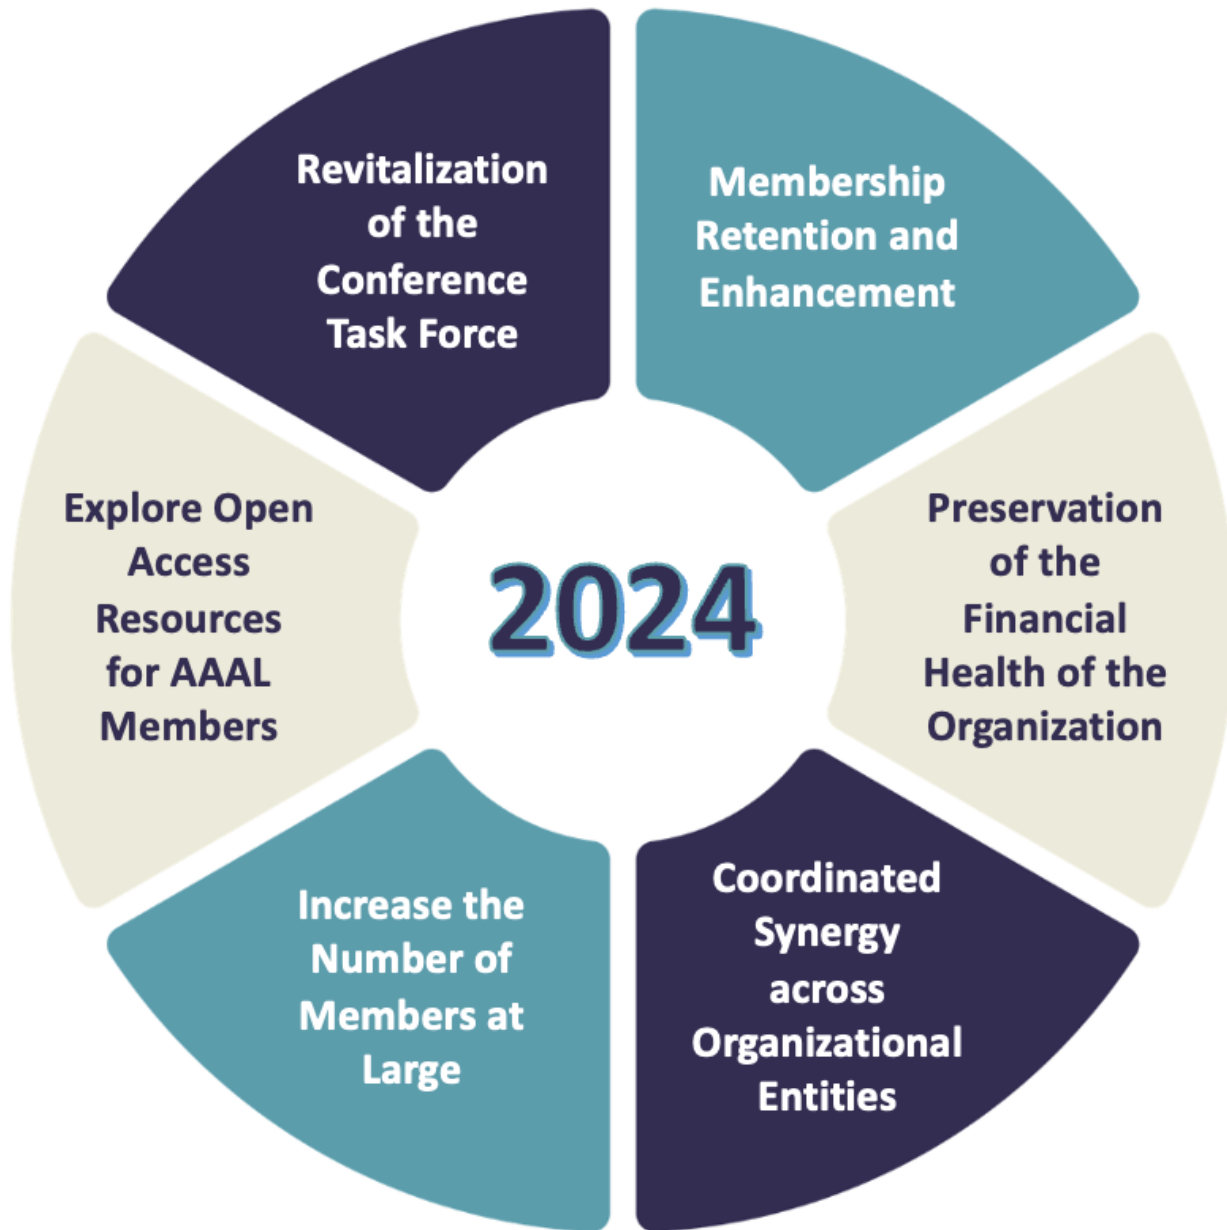 Revitalization
of the
Conference
Task Force
Membership
Retention and
Enhancement
Explore Open
Access
Resources
for AAAL
Members
2024
Preservation
of the
Financial
Health of the
Organization
Increase the
Number of
Members at
Large
Coordinated
Synergy
across
Organizational
Entities